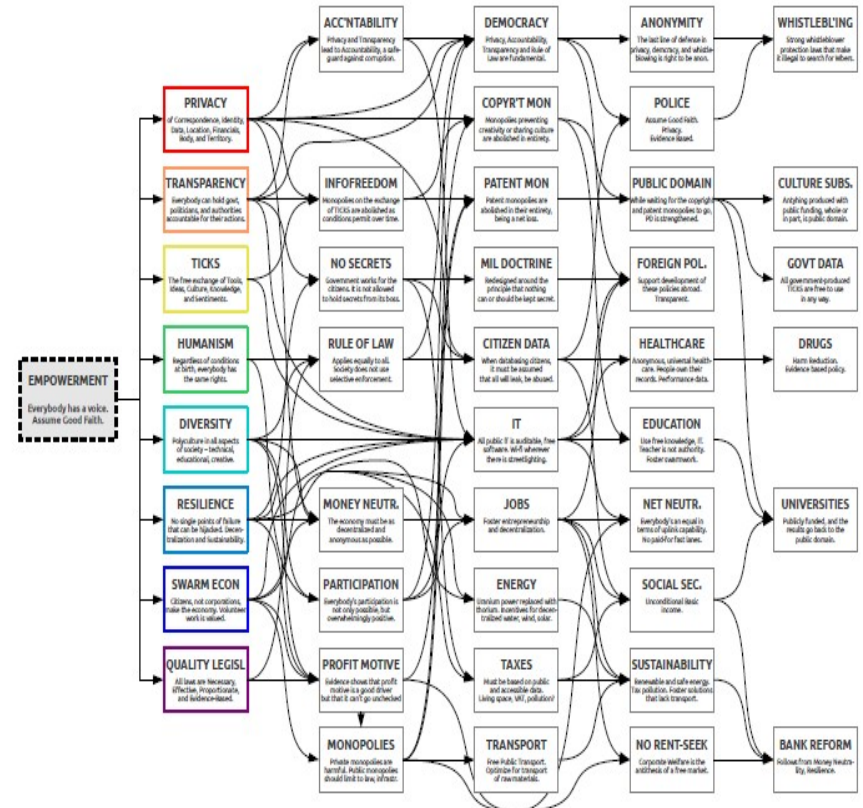 EMPOWERMENT
Everybody has a voice.
Assume Good Faith.
PRIVACY
of Correspondence, Identity,
Data, Location, Financials,
Body, and Territory.
TRANSPARENCY
Everybody can hold govt,
politicians, and authorities
accountable for their actions.
TICKS
The free exchange of Tools,
Ideas, Culture, Knowledge,
and Sentiments.
HUMANISM
Regardless of conditions
at birth, everybody has
the same rights.
DIVERSITY
Polyculture in all aspects
of society – technical,
educational, creative.
RESILIENCE
No single points of failure
that can be hijacked. Decen-
tralization and Sustainability.
SWARM ECON
Citizens, not corporations,
make the economy. Volunteer
work is valued.
QUALITY LEGISL
All laws are Necessary,
Effective, Proportionate,
and Evidence-Based.
ACC'NTABILITY
Privacy and Transparency
lead to Accountability, a safe-
guard against corruption.
INFOFREEDOM
Monopolies on the exchange
of TICKS are abolished as
conditions permit over time.
NO SECRETS
Government works for the
citizens. It is not allowed
to hold secrets from its boss.
RULE OF LAW
Applies equally to all.
Society does not use
selective enforcement.
MONEY NEUTR.
The economy must be as
decentralized and
anonymous as possible.
PARTICIPATION
Everybody's participation is
not only possible, but
overwhelmingly positive.
PROFIT MOTIVE
Evidence shows that profit
motive is a good driver
but that it can't go unchecked
MONOPOLIES
Private monopolies are
harmful. Public monopolies
should limit to law, infrastr.
DEMOCRACY
Privacy, Accountability,
Transparency and Rule of
Law are fundamental.
COPYR'T MON
Monopolies preventing
creativity or sharing culture
are abolished in entirety.
PATENT MON
Patent monopolies are
abolished in their entirety,
being a net loss.
MIL DOCTRINE
Redesigned around the
principle that nothing
can or should be kept secret.
CITIZEN DATA
When databasing citizens,
it must be assumed
that all will leak, be abused.
IT
All public IT is auditable, free
software. Wi-fi wherever
there is streetlighting.
JOBS
Foster entrepreneurship
and decentralization.
ENERGY
Uranium power replaced with
thorium. Incentives for decen-
tralized water, wind, solar.
TAXES
Must be based on public
and accessible data.
Living space, VAT, pollution?
TRANSPORT
Free Public Transport.
Optimize for transport
of raw materials.
ANONYMITY
The last line of defense in
privacy, democracy, and whistle-
blowing is right to be anon.
POLICE
Assume Good Faith.
Privacy.
Evidence Based.
PUBLIC DOMAIN
While waiting for the copyright
and patent monopolies to go,
PD is strengthened.
FOREIGN POL.
Support development of
these policies abroad.
Transparent.
HEALTHCARE
Anonymous, universal health-
care. People own their
records. Performance data.
EDUCATION
Use free knowledge, IT.
Teacher is not authority.
Foster swarmwork.
NET NEUTR.
Everybody's an equal in
terms of uplink capability.
No paid-for fast lanes.
SOCIAL SEC.
Unconditional Basic
Income.
SUSTAINABILITY
Renewable and safe energy.
Tax pollution. Foster solutions
that lack transport.
NO RENT-SEEK
Corporate Welfare is the
antithesis of a free market.
WHISTLEBL'ING
Strong whistleblower
protection laws that make
it illegal to search for
CULTURE SUBS.
Antyhing produced with
public funding, whole or
in part, is public domain.
GOVT DATA
All government-produced
TICKS are free to use
in any way.
DRUGS
Harm Reduction.
Evidence based policy.
UNIVERSITIES
Publicly funded, and the
results go back to the
public domain.
BANK REFORM
Follows from Money Neutra-
lity, Resilience.